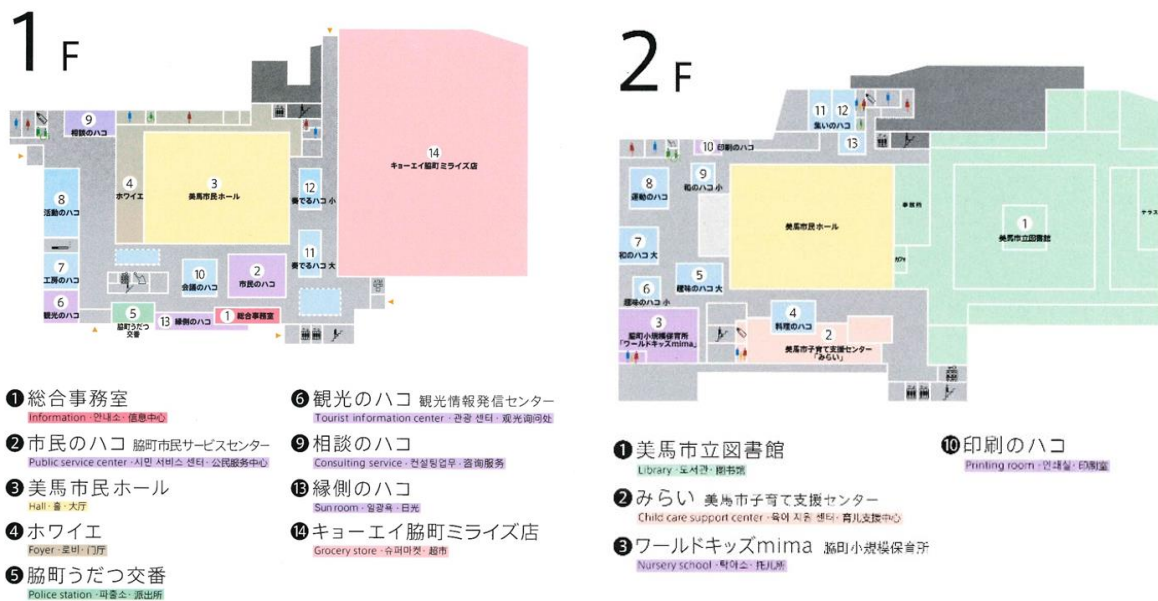 1F
⑨
相談のハコ
⑭
キョーエイ脇町ミライズ店
③
美馬市民ホール
④
ホワイエ
⑫
奏でるハコ 小
⑧
活動のハコ
⑪
奏でるハコ 大
⑦
工房のハコ
⑩
会議のハコ
②
市民のハコ
⑥
観光のハコ
⑤
脇町うだつ
交番
⑬ 縁側のハコ
① 総合事務室
❶ 総合事務室
Information・안내소・信息中心
❷ 市民のハコ 脇町市民サービスセンター
Public service center・시민 서비스 센터・公民服务中心
❸ 美馬市民ホール
Hall・홀・大厅
❹ ホワイエ
Foyer・로비・门厅
❺ 脇町うだつ交番
Police station・파출소・派出所
❻ 観光のハコ 観光情報発信センター
Tourist information center・관광 센터・观光询问处
❾ 相談のハコ
Consulting service・컨설팅업무・咨询服务
⓭ 縁側のハコ
Sun room・일광욕・日光
⓮ キョーエイ脇町ミライズ店
Grocery store・슈퍼마켓・超市
2F
⑪ ⑫
集いのハコ
⑬
⑩ 印刷のハコ
⑨
和のハコ 小
⑧
運動のハコ
美馬市民ホール
事務所
①
美馬市立図書館
テラス
⑦
和のハコ 大
カフェ
⑤
趣味のハコ 大
⑥
趣味のハコ 小
④
料理のハコ
③
脇町小規模保育所
「ワールドキッズmima」
②
美馬市子育て支援センター
「みらい」
❶ 美馬市立図書館
Library・도서관・图书馆
❷ みらい 美馬市子育て支援センター
Child care support center・육아 지원 센터・育儿支援中心
❸ ワールドキッズmima 脇町小規模保育所
Nursery school・탁아소・托儿所
❿ 印刷のハコ
Printing room・인쇄실・印刷室